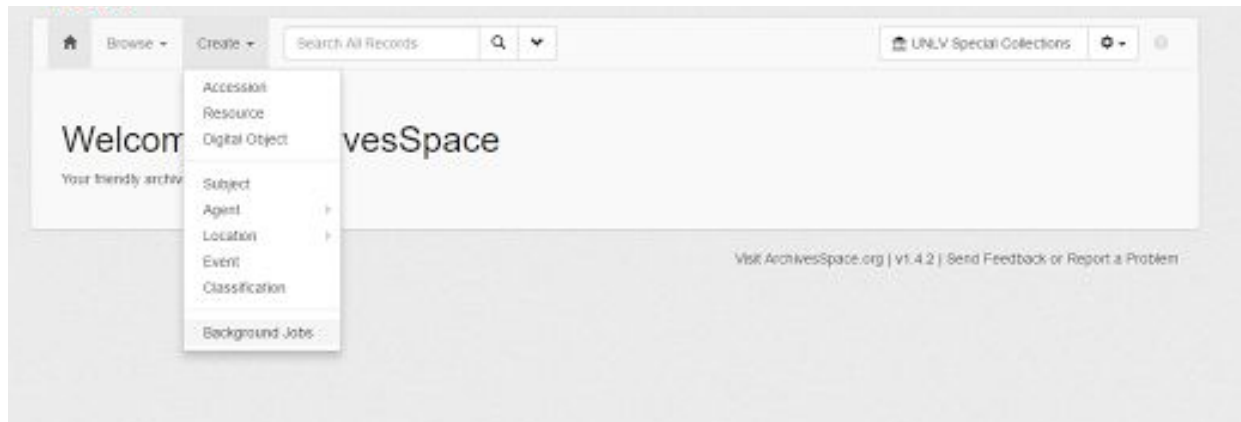 Browse Create Search All Records UNLV Special Collections
Accession
Resource
Digital Object
Welcom vesSpace
Your friendly archiv
Subject
Agent
Location
Event
Classification
Background Jobs
Visit ArchivesSpace.org | v1.4.2 | Send Feedback or Report a Problem